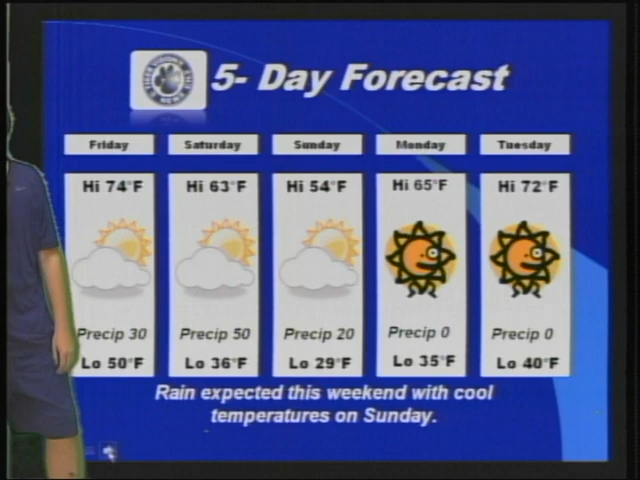 5- Day Forecast
Friday Saturday Sunday Monday Tuesday
Hi 74°F Hi 63°F Hi 54°F Hi 65°F Hi 72°F
Precip 30 Precip 50 Precip 20 Precip 0 Precip 0
Lo 50°F Lo 36°F Lo 29°F Lo 35°F Lo 40°F
Rain expected this weekend with cool
temperatures on Sunday.